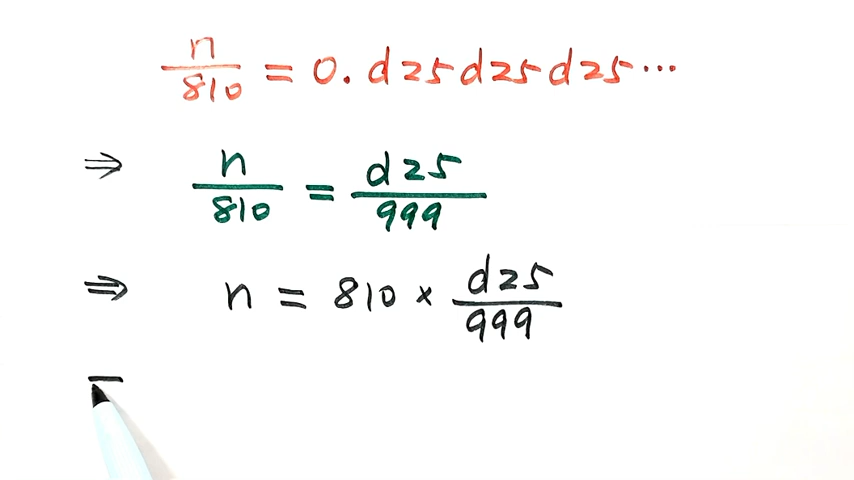 n/810 = 0.d25d25d25...
⇒ n/810 = d25/999
⇒ n = 810 × d25/999